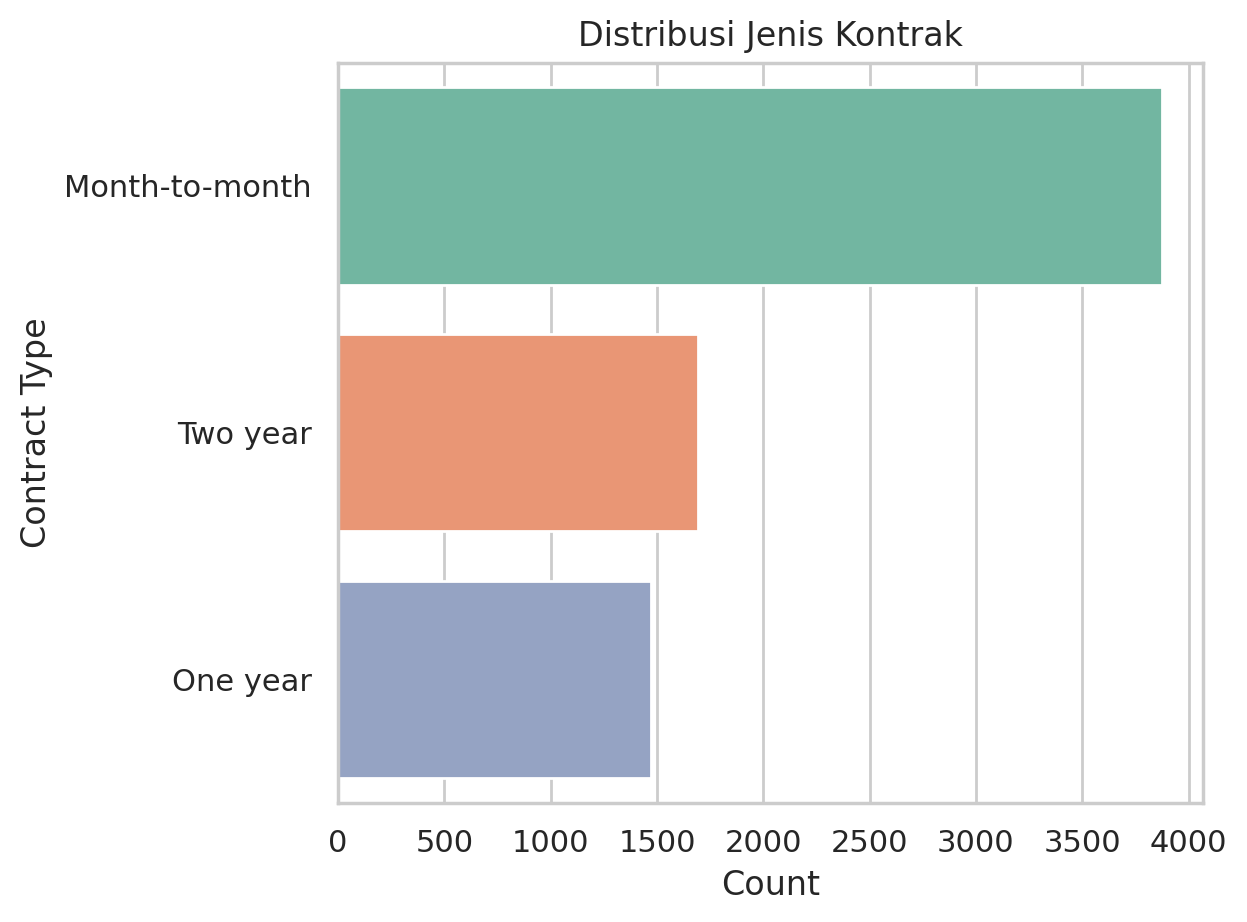 Distribusi Jenis Kontrak
Month-to-month
Two year
One year
Contract Type
0 500 1000 1500 2000 2500 3000 3500 4000
Count